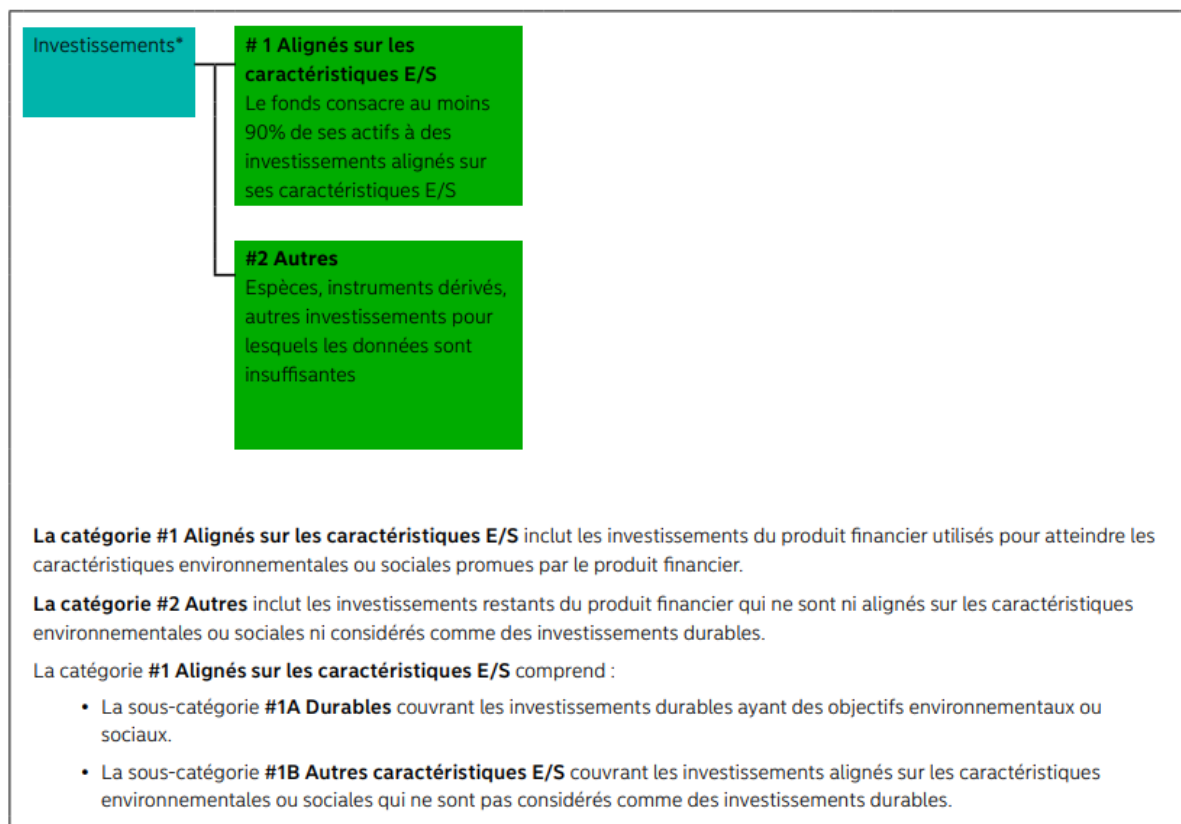 Investissements*
# 1 Alignés sur les
caractéristiques E/S
Le fonds consacre au moins
90% de ses actifs à des
investissements alignés sur
ses caractéristiques E/S
#2 Autres
Espèces, instruments dérivés,
autres investissements pour
lesquels les données sont
insuffisantes
La catégorie #1 Alignés sur les caractéristiques E/S inclut les investissements du produit financier utilisés pour atteindre les
caractéristiques environnementales ou sociales promues par le produit financier.
La catégorie #2 Autres inclut les investissements restants du produit financier qui ne sont ni alignés sur les caractéristiques
environnementales ou sociales ni considérés comme des investissements durables.
La catégorie #1 Alignés sur les caractéristiques E/S comprend :
• La sous-catégorie #1A Durables couvrant les investissements durables ayant des objectifs environnementaux ou
sociaux.
• La sous-catégorie #1B Autres caractéristiques E/S couvrant les investissements alignés sur les caractéristiques
environnementales ou sociales qui ne sont pas considérés comme des investissements durables.